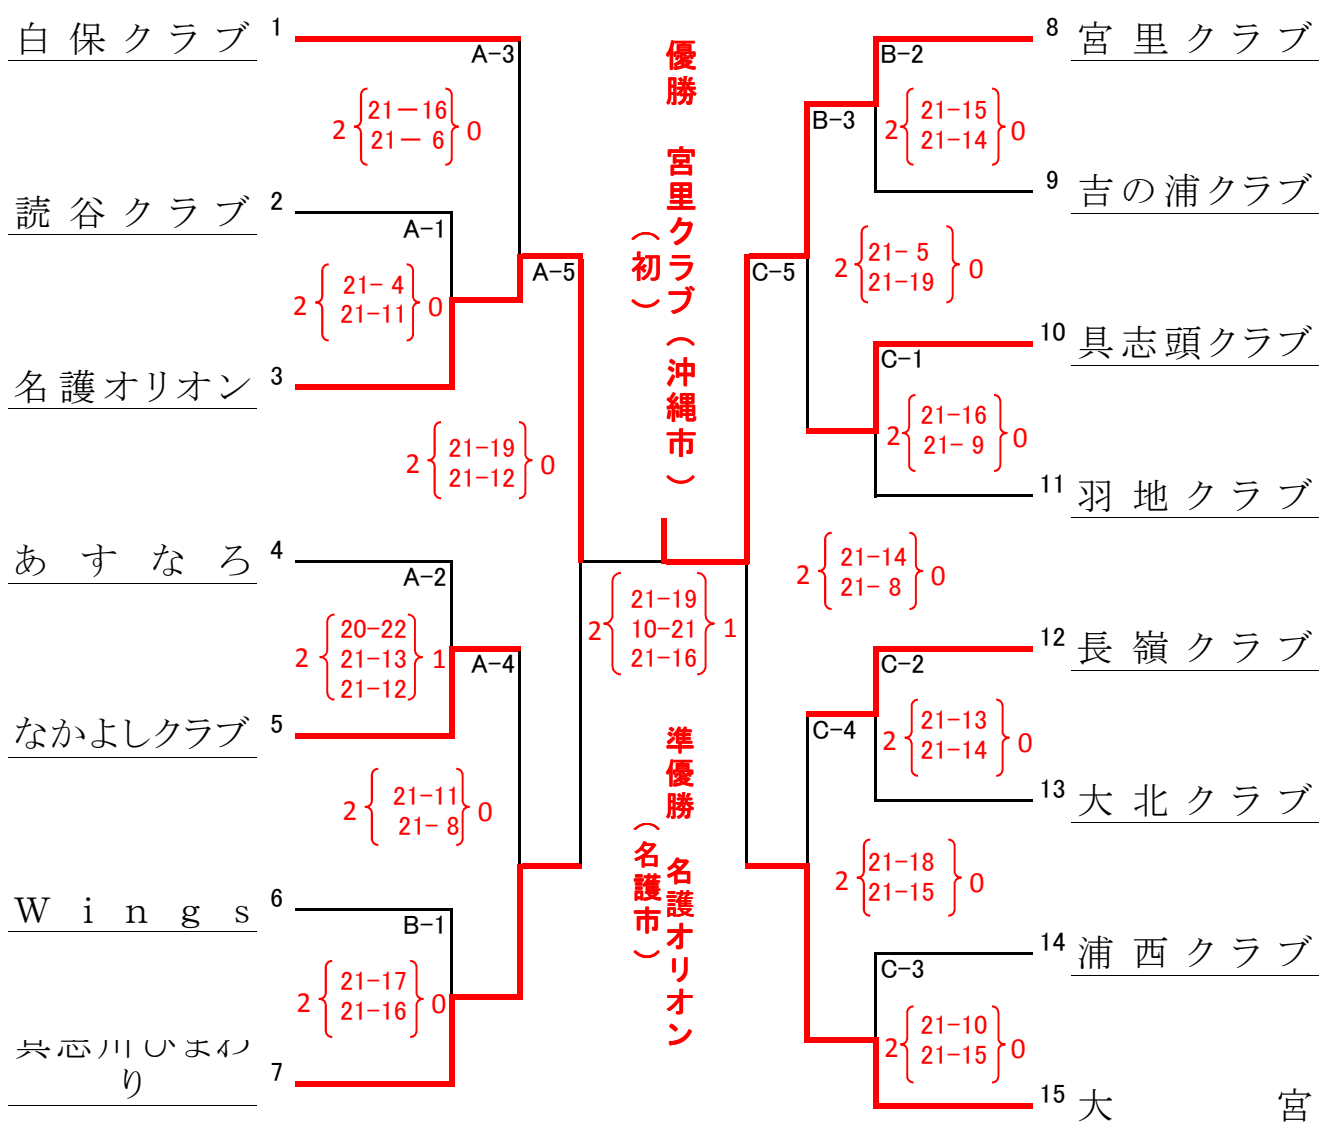 白保クラブ 1
A-3
2 21-16 0
21- 6
読谷クラブ 2
A-1
2 21- 4 0
21-11
名護オリオン 3
A-5
2 21-19 0
21-12
あすなろ 4
A-2
2 20-22 1
21-13
21-12
なかよしクラブ 5
A-4
2 21-11 0
21- 8
Wings 6
B-1
2 21-17 0
21-16
具志川ひまわ
り 7
優勝 宮里クラブ(沖縄市)
(初)
2 21-19 1
10-21
21-16
準優勝 名護オリオン
(名護市)
8 宮里クラブ
B-2
2 21-15 0
21-14
B-3
9 吉の浦クラブ
2 21- 5 0
21-19
C-5
10 具志頭クラブ
C-1
2 21-16 0
21- 9
11 羽地クラブ
2 21-14 0
21- 8
12 長嶺クラブ
C-2
2 21-13 0
21-14
C-4
13 大北クラブ
2 21-18 0
21-15
14 浦西クラブ
C-3
2 21-10 0
21-15
15 大宮